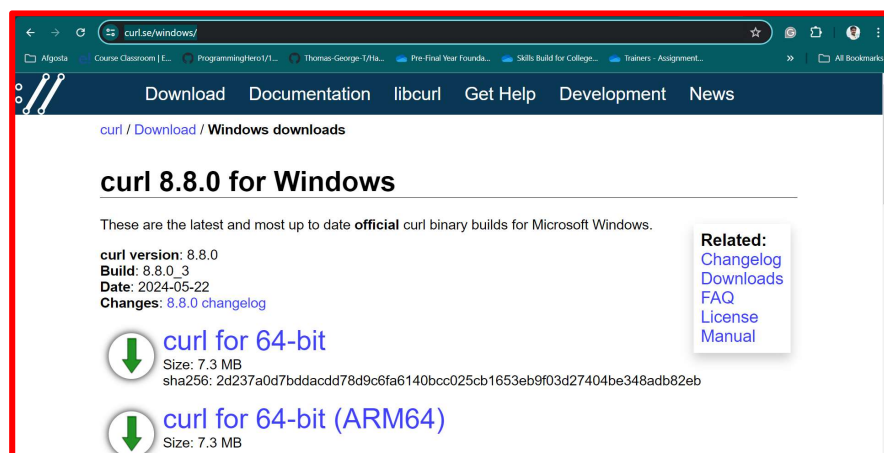 curl.se/windows/
Afgosta
Course Classroom | E...
ProgrammingHero1/1...
Thomas-George-T/Ha...
Pre-Final Year Founda...
Skills Build for College...
Trainers - Assignment...
»
All Bookmarks
Download Documentation libcurl Get Help Development News
curl / Download / Windows downloads
curl 8.8.0 for Windows
These are the latest and most up to date official curl binary builds for Microsoft Windows.
curl version: 8.8.0
Build: 8.8.0_3
Date: 2024-05-22
Changes: 8.8.0 changelog
Related:
Changelog
Downloads
FAQ
License
Manual
curl for 64-bit
Size: 7.3 MB
sha256: 2d237a0d7bddacdd78d9c6fa6140bcc025cb1653eb9f03d27404be348adb82eb
curl for 64-bit (ARM64)
Size: 7.3 MB